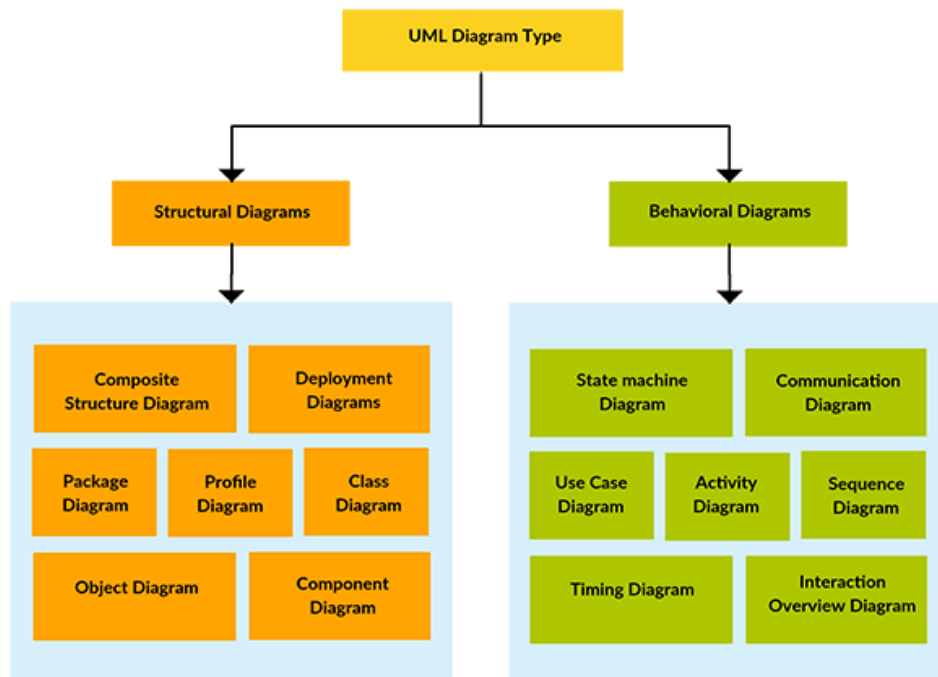 UML Diagram Type
Structural Diagrams
Behavioral Diagrams
Composite
Structure Diagram
Deployment
Diagrams
Package
Diagram
Profile
Diagram
Class
Diagram
Object Diagram
Component
Diagram
State machine
Diagram
Communication
Diagram
Use Case
Diagram
Activity
Diagram
Sequence
Diagram
Timing Diagram
Interaction
Overview Diagram